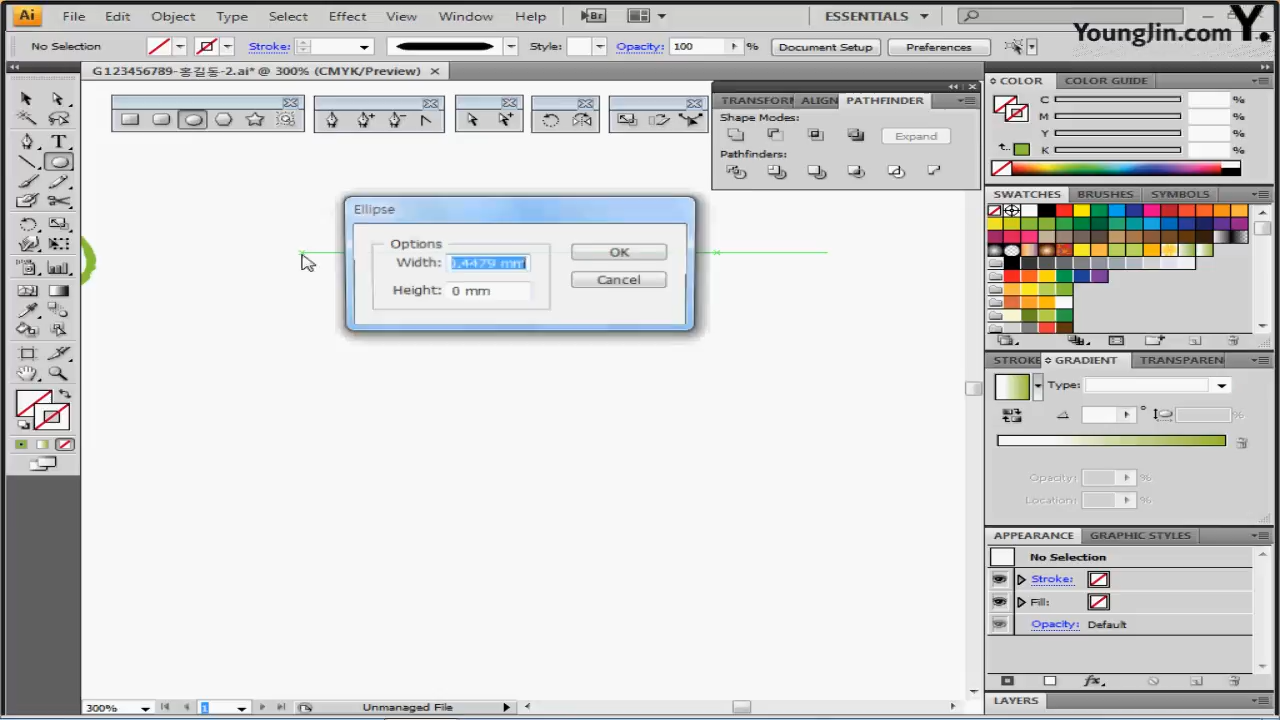 Ai File Edit Object Type Select Effect View Window Help Br ESSENTIALS
YoungJin.com Y.
No Selection Stroke: Style: Opacity: 100 % Document Setup Preferences
G123456789-홍길동-2.ai* @ 300% (CMYK/Preview)
TRANSFORM ALIGN PATHFINDER
Shape Modes:
Expand
Pathfinders:
COLOR COLOR GUIDE
C %
M %
Y %
K %
SWATCHES BRUSHES SYMBOLS
Ellipse
Options
Width: 0.4479 mm
Height: 0 mm
OK
Cancel
STROKE GRADIENT TRANSPAREN
Type:
° %
Opacity: %
Location: %
APPEARANCE GRAPHIC STYLES
No Selection
Stroke:
Fill:
Opacity: Default
fx
LAYERS
300% 1 Unmanaged File